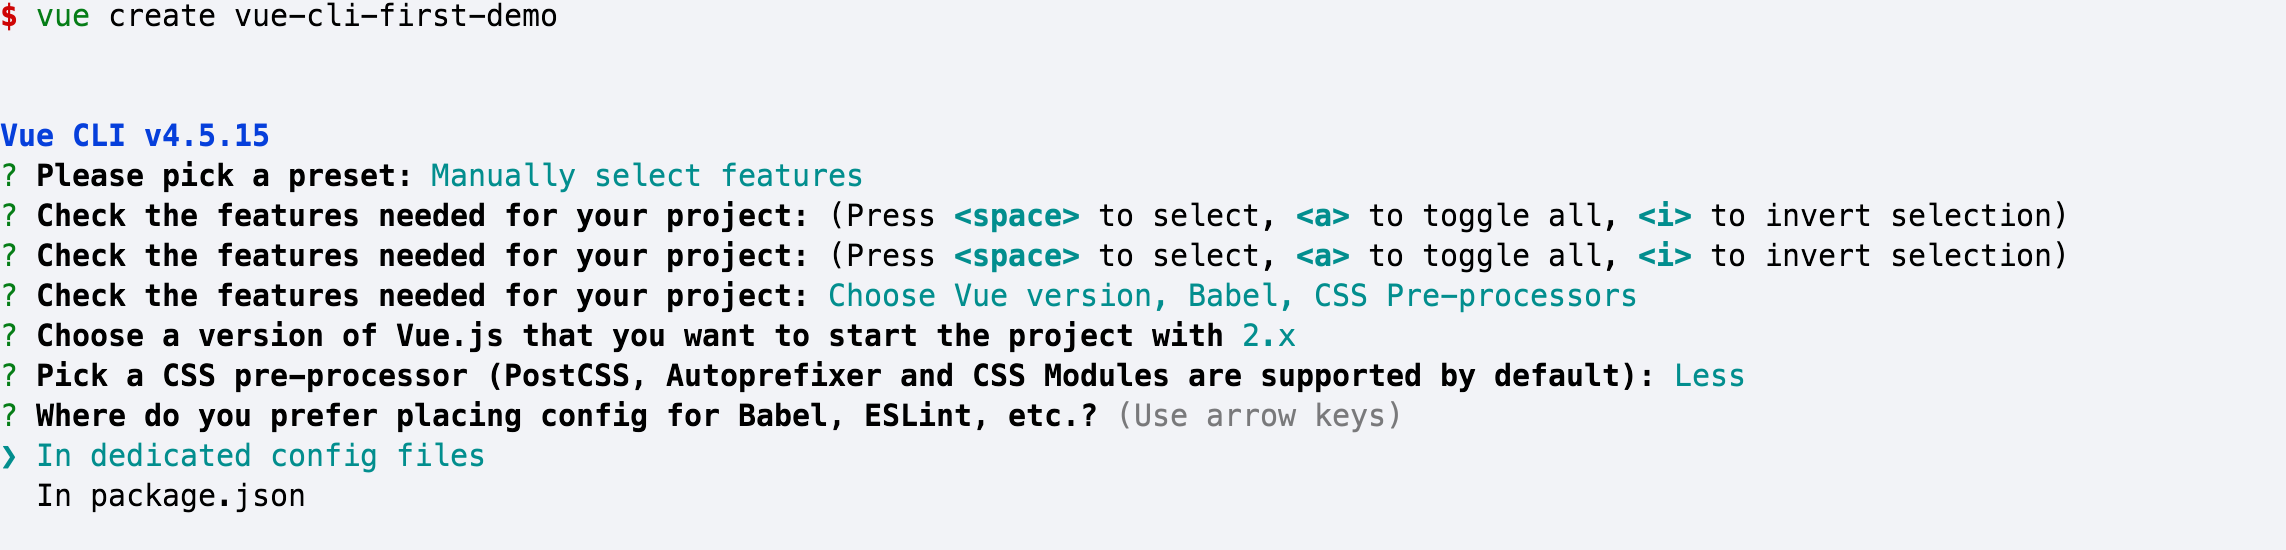 $ vue create vue-cli-first-demo
Vue CLI v4.5.15
? Please pick a preset: Manually select features
? Check the features needed for your project: (Press <space> to select, <a> to toggle all, <i> to invert selection)
? Check the features needed for your project: (Press <space> to select, <a> to toggle all, <i> to invert selection)
? Check the features needed for your project: Choose Vue version, Babel, CSS Pre-processors
? Choose a version of Vue.js that you want to start the project with 2.x
? Pick a CSS pre-processor (PostCSS, Autoprefixer and CSS Modules are supported by default): Less
? Where do you prefer placing config for Babel, ESLint, etc.? (Use arrow keys)
❯ In dedicated config files
In package.json